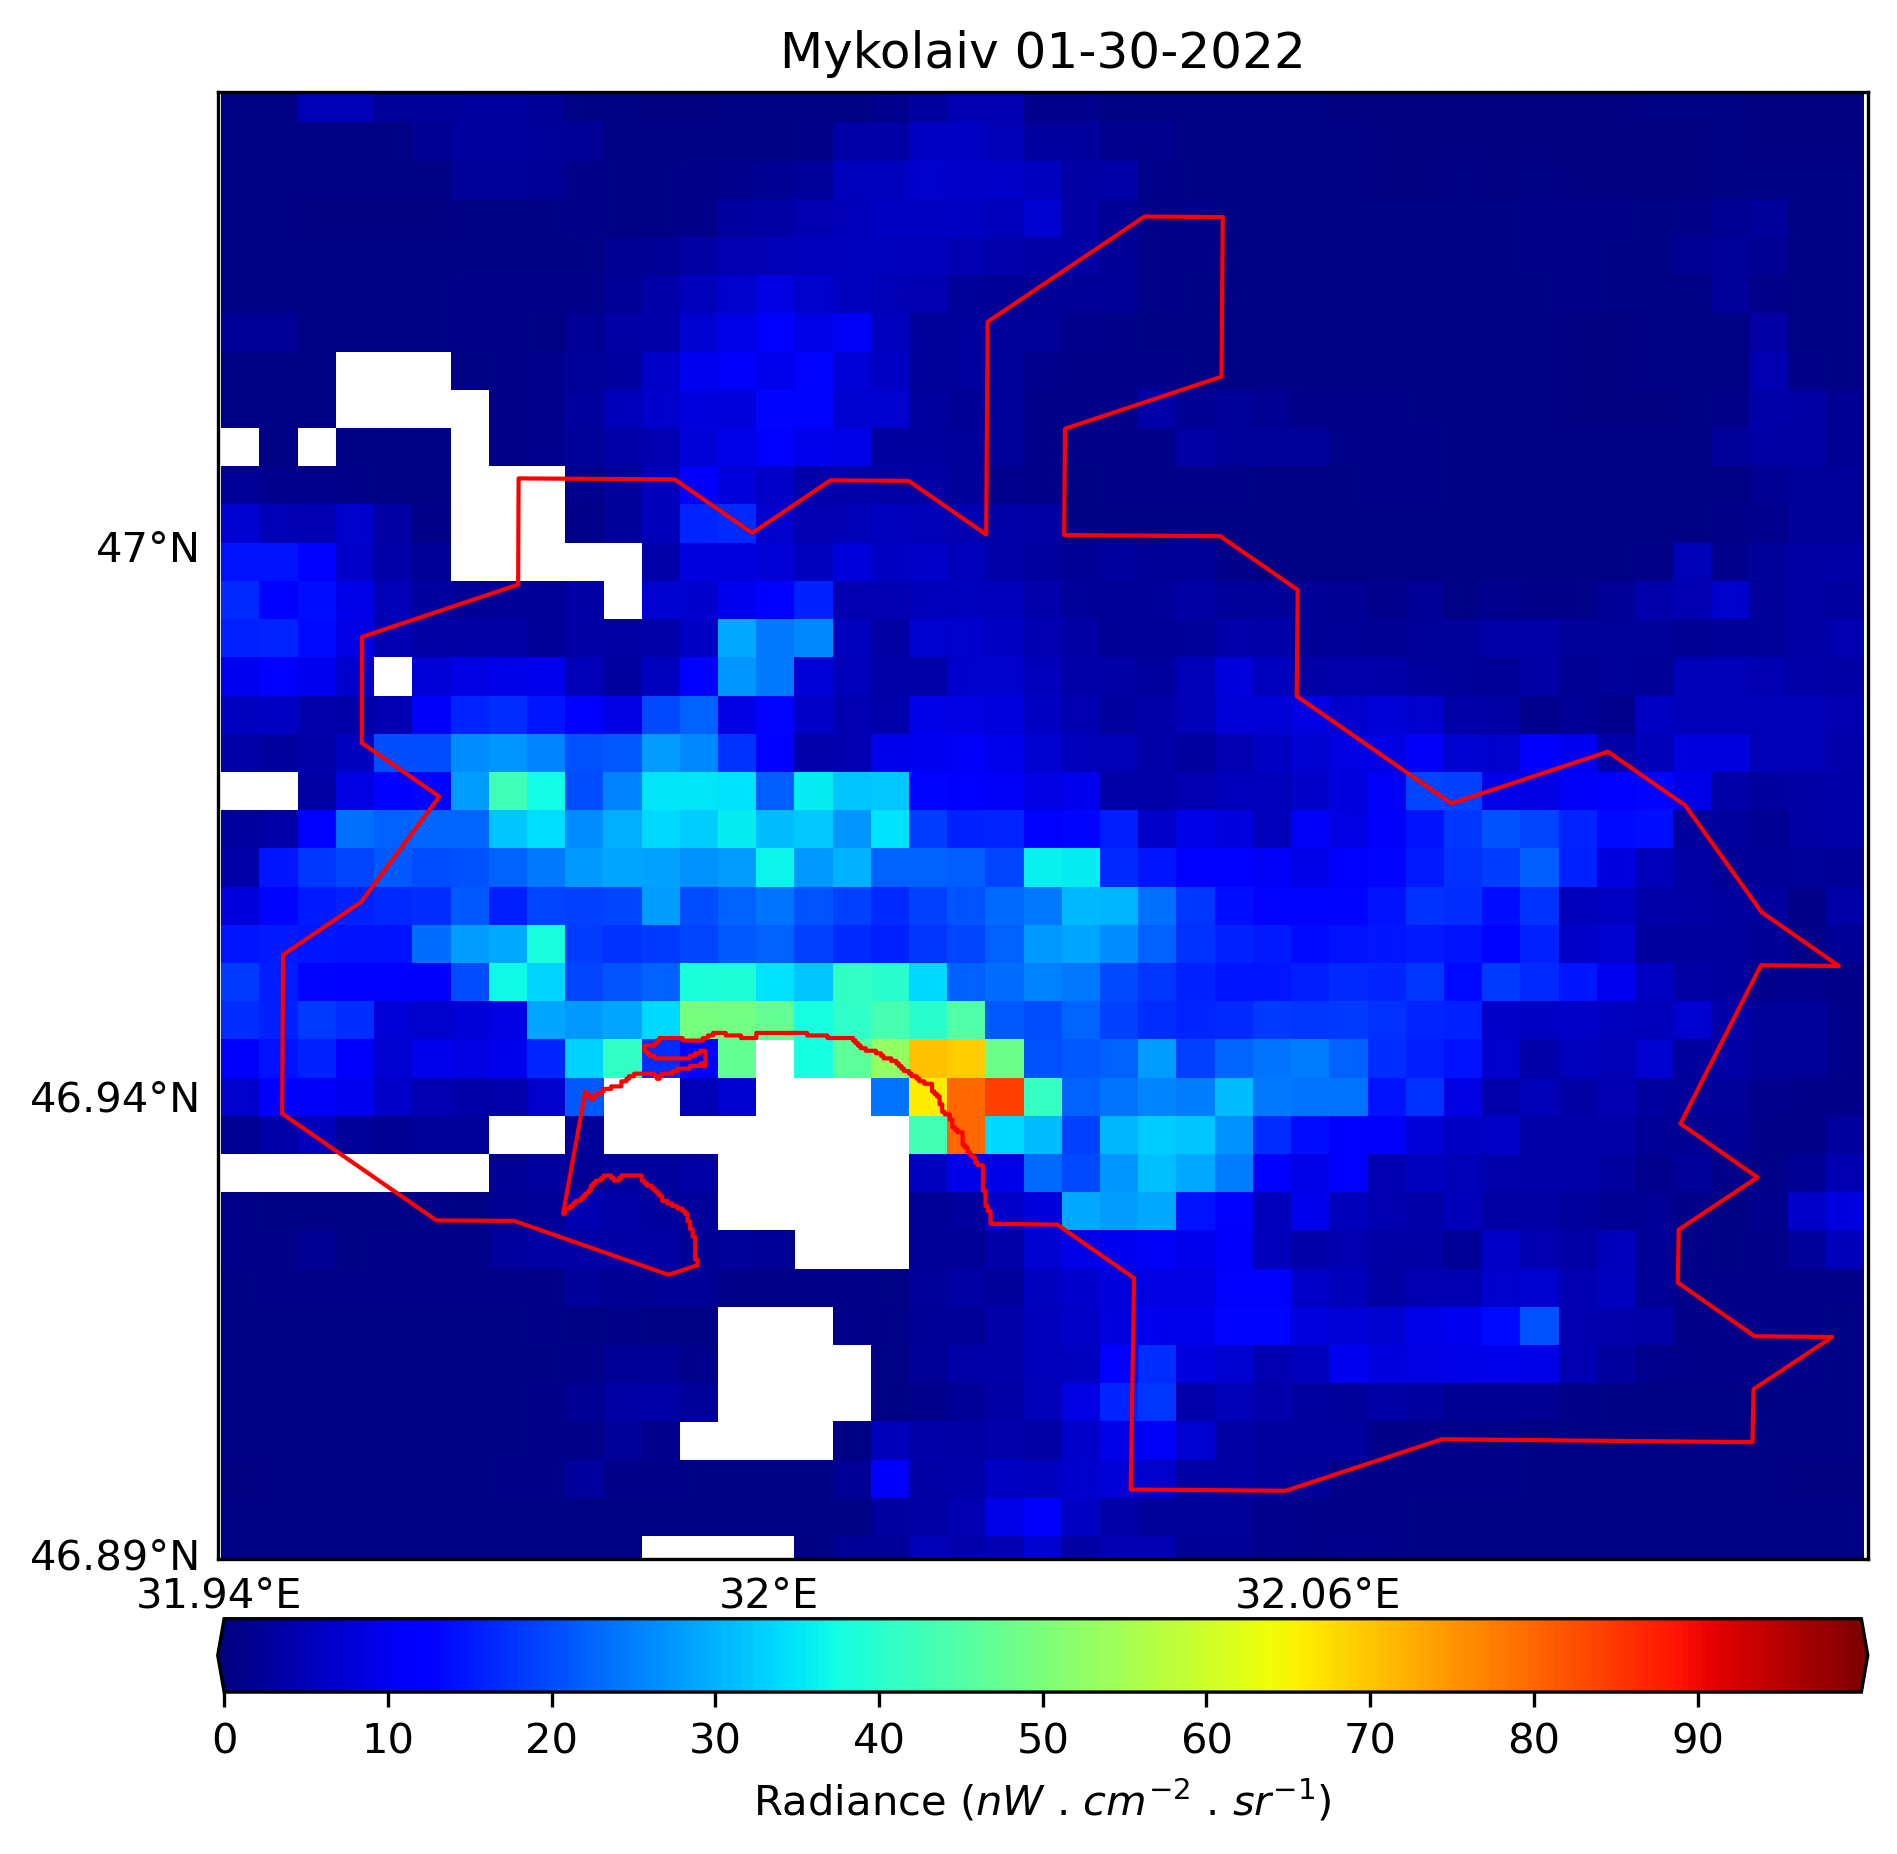 Mykolaiv 01-30-2022
47°N
46.94°N
46.89°N
31.94°E 32°E 32.06°E
0 10 20 30 40 50 60 70 80 90
Radiance (nW . cm⁻² . sr⁻¹)